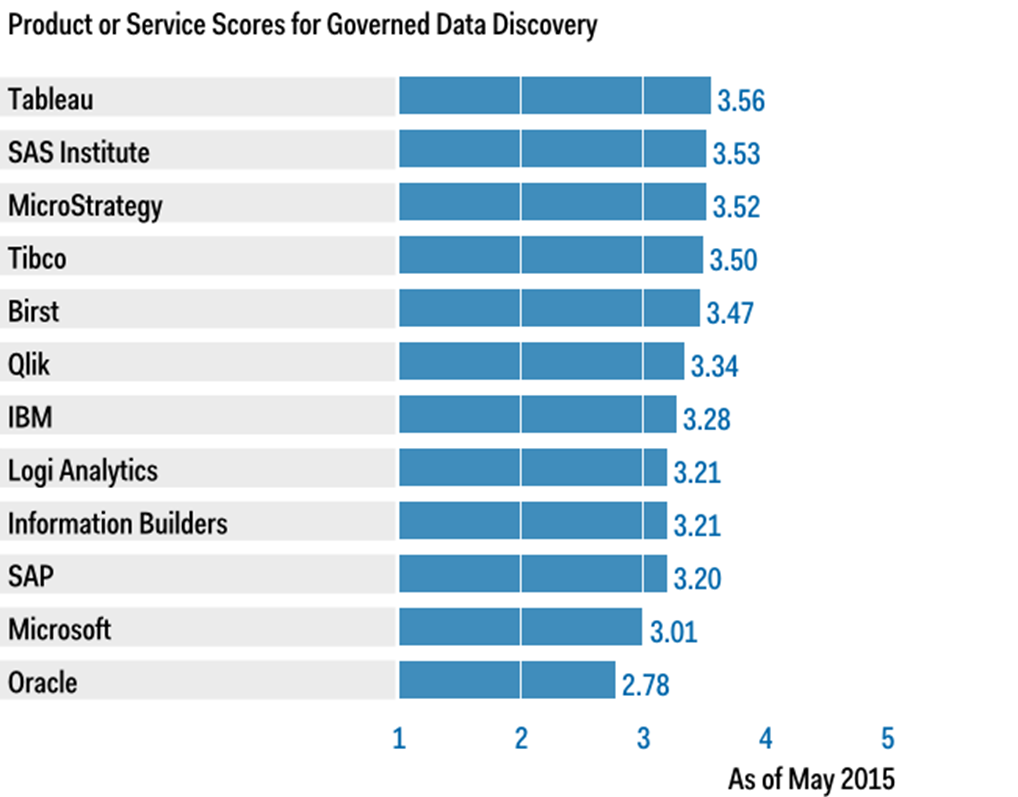 Product or Service Scores for Governed Data Discovery
Tableau 3.56
SAS Institute 3.53
MicroStrategy 3.52
Tibco 3.50
Birst 3.47
Qlik 3.34
IBM 3.28
Logi Analytics 3.21
Information Builders 3.21
SAP 3.20
Microsoft 3.01
Oracle 2.78
1 2 3 4 5
As of May 2015